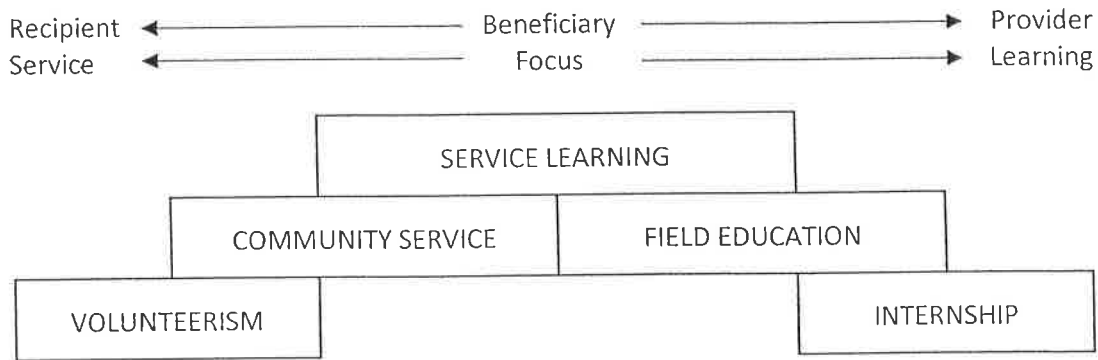 Recipient Beneficiary Provider
Service Focus Learning
SERVICE LEARNING
COMMUNITY SERVICE FIELD EDUCATION
VOLUNTEERISM INTERNSHIP